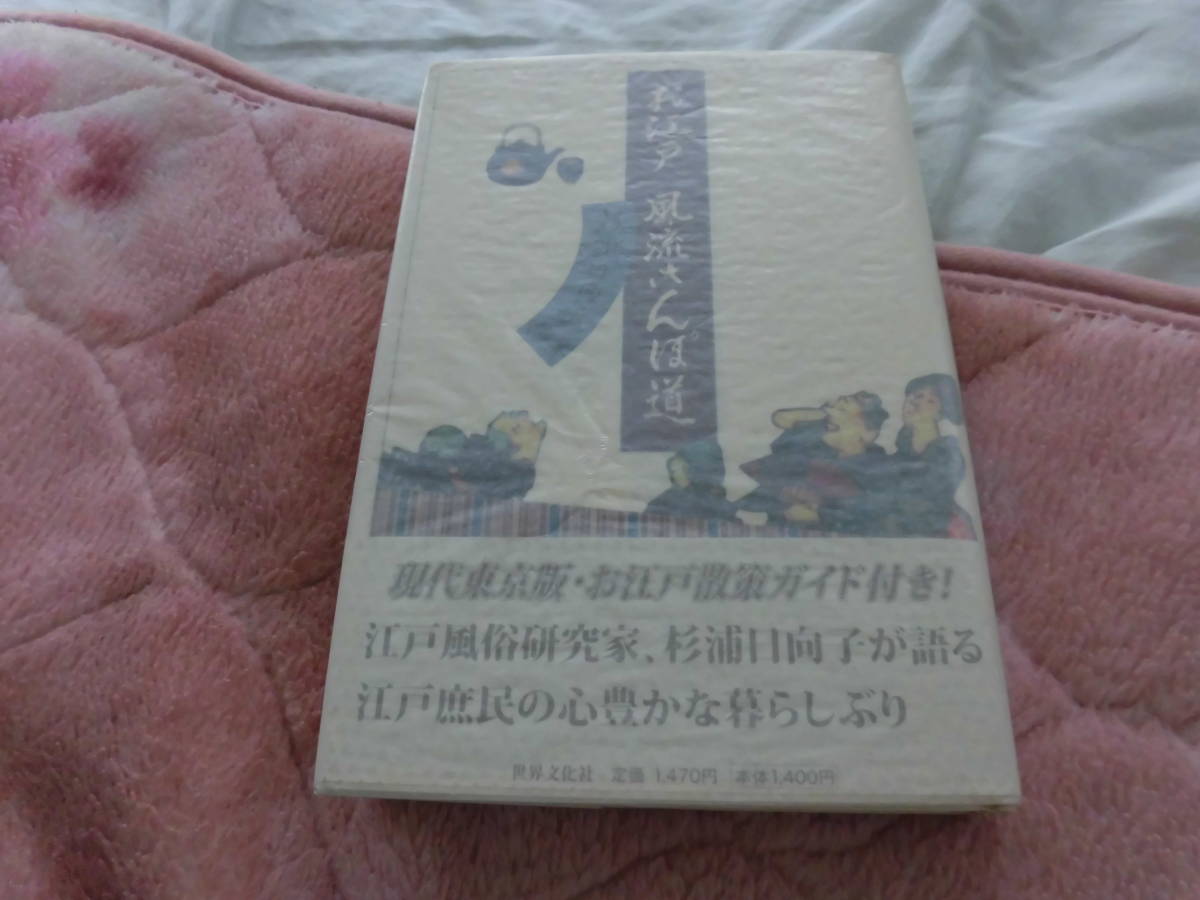 お江戸風流さんぽ道
現代東京版・お江戸散策ガイド付き!
江戸風俗研究家、杉浦日向子が語る
江戸庶民の心豊かな暮らしぶり
世界文化社 定価 1,470円 本体1,400円